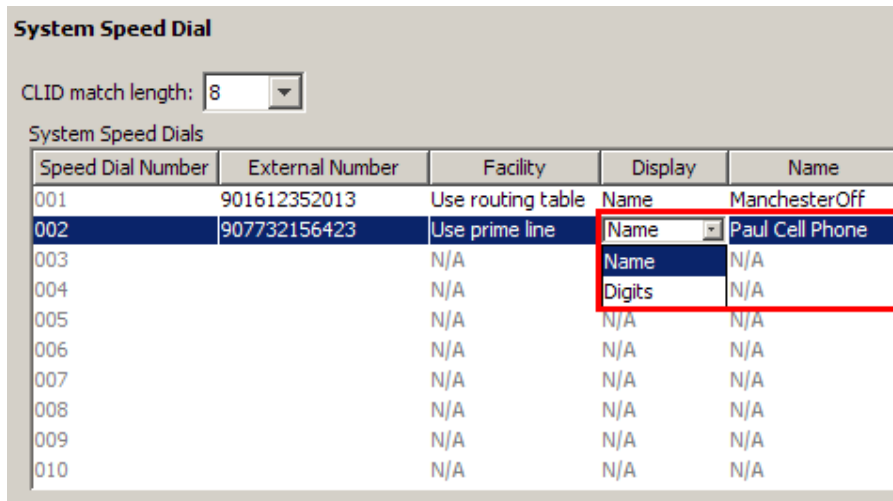 System Speed Dial
CLID match length: 8
System Speed Dials
Speed Dial Number External Number Facility Display Name
001 901612352013 Use routing table Name ManchesterOff
002 907732156423 Use prime line Name Paul Cell Phone
003 N/A Name N/A
004 N/A Digits N/A
005 N/A N/A N/A
006 N/A N/A N/A
007 N/A N/A N/A
008 N/A N/A N/A
009 N/A N/A N/A
010 N/A N/A N/A